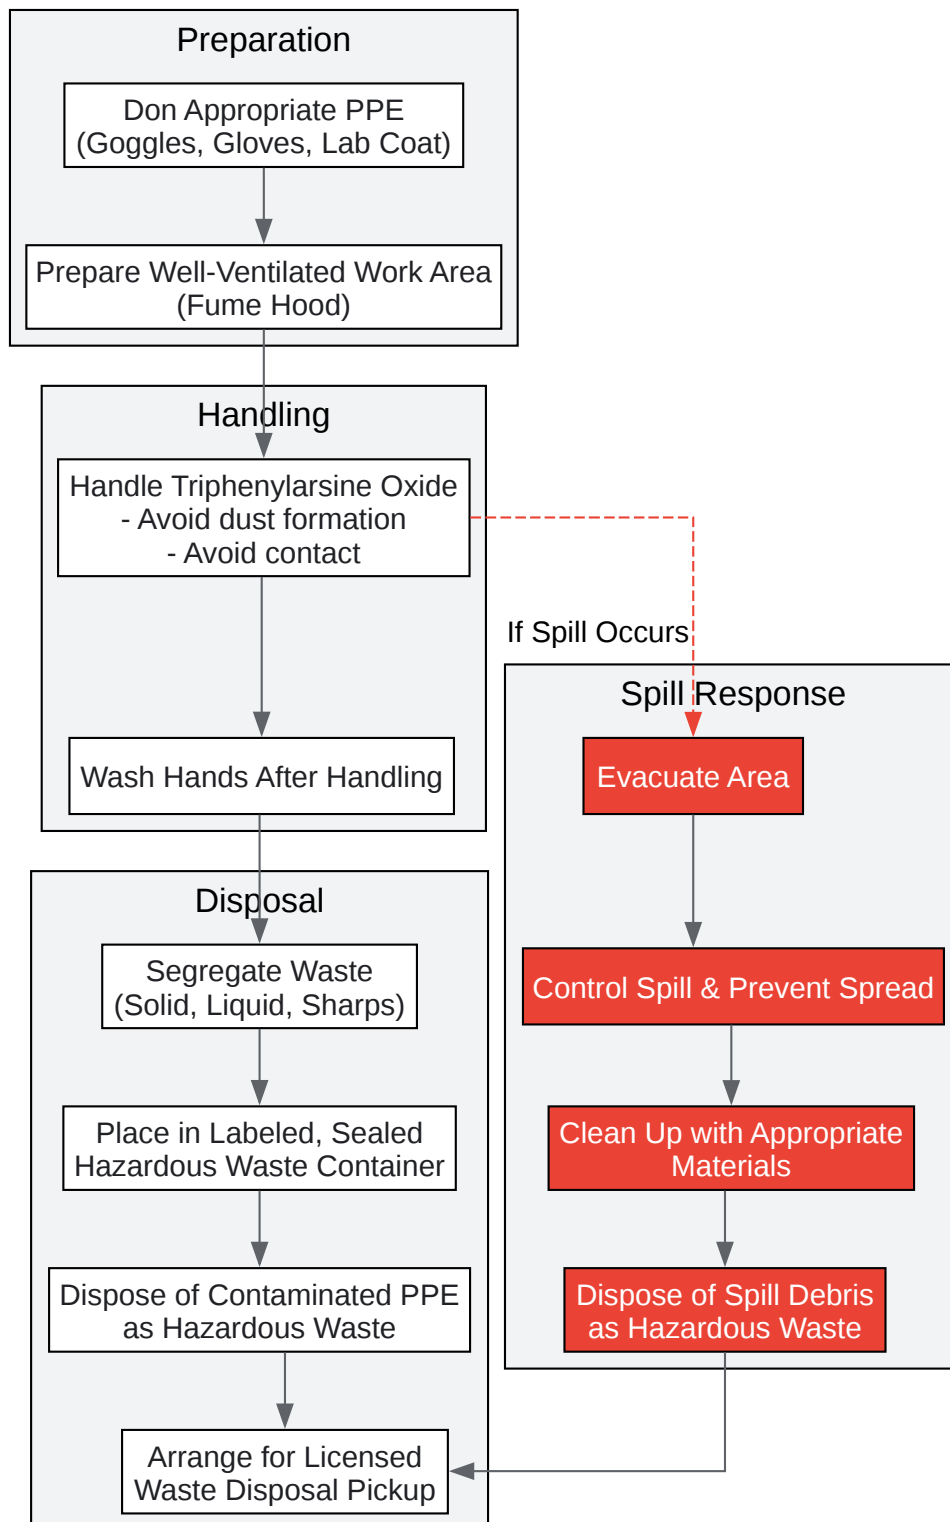 Preparation
Don Appropriate PPE
(Goggles, Gloves, Lab Coat)
Prepare Well-Ventilated Work Area
(Fume Hood)
Handling
Handle Triphenylarsine Oxide
- Avoid dust formation
- Avoid contact
If Spill Occurs
Wash Hands After Handling
Spill Response
Evacuate Area
Control Spill & Prevent Spread
Clean Up with Appropriate
Materials
Dispose of Spill Debris
as Hazardous Waste
Disposal
Segregate Waste
(Solid, Liquid, Sharps)
Place in Labeled, Sealed
Hazardous Waste Container
Dispose of Contaminated PPE
as Hazardous Waste
Arrange for Licensed
Waste Disposal Pickup